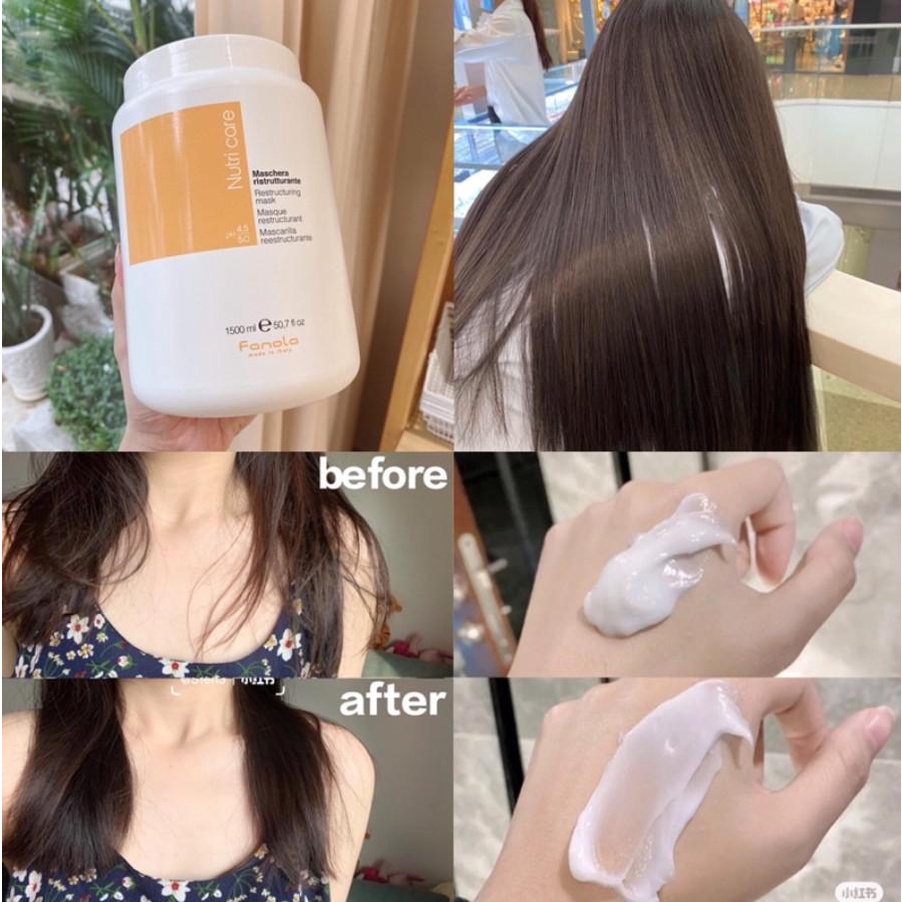 Nutri care
Maschera
ristrutturante
Restructuring
mask
Masque
restructurant
Mascarilla
reestructurante
pH 4.5
5.0
1500 ml e 50,7 fl oz
Fanola
made in italy
before
after
小红书
小红书